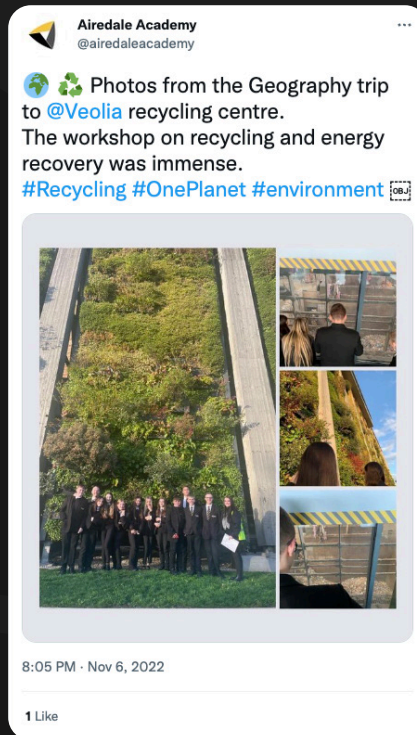 Airedale Academy
@airedaleacademy
🌍 ♻️ Photos from the Geography trip
to @Veolia recycling centre.
The workshop on recycling and energy
recovery was immense.
#Recycling #OnePlanet #environment OBJ
8:05 PM · Nov 6, 2022
1 Like